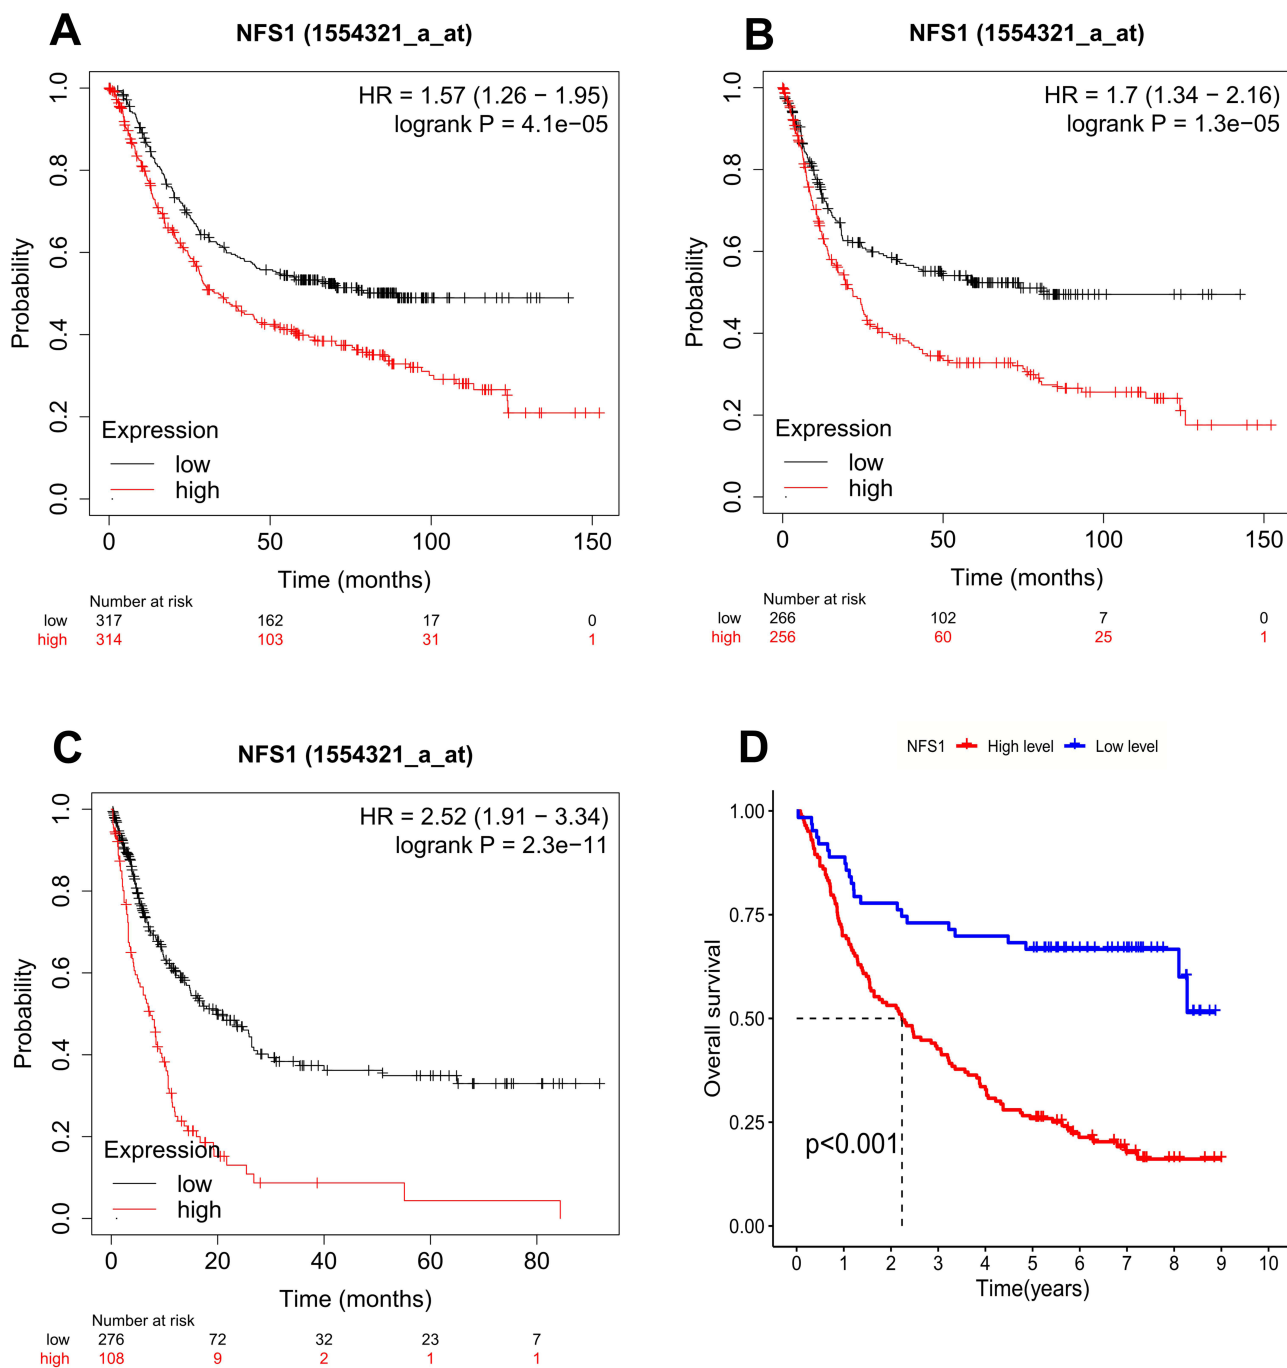 A
NFS1 (1554321_a_at)
HR = 1.57 (1.26 − 1.95)
logrank P = 4.1e−05
Probability
1.0
0.8
0.6
0.4
0.2
0.0
Expression
low
high
0 50 100 150
Time (months)
Number at risk
low 317 162 17 0
high 314 103 31 1
B
NFS1 (1554321_a_at)
HR = 1.7 (1.34 − 2.16)
logrank P = 1.3e−05
Probability
1.0
0.8
0.6
0.4
0.2
0.0
Expression
low
high
0 50 100 150
Time (months)
Number at risk
low 266 102 7 0
high 256 60 25 1
C
NFS1 (1554321_a_at)
HR = 2.52 (1.91 − 3.34)
logrank P = 2.3e−11
Probability
1.0
0.8
0.6
0.4
0.2
0.0
Expression
low
high
0 20 40 60 80
Time (months)
Number at risk
low 276 72 32 23 7
high 108 9 2 1 1
D
NFS1 High level Low level
Overall survival
1.00
0.75
0.50
0.25
0.00
p<0.001
0 1 2 3 4 5 6 7 8 9 10
Time(years)